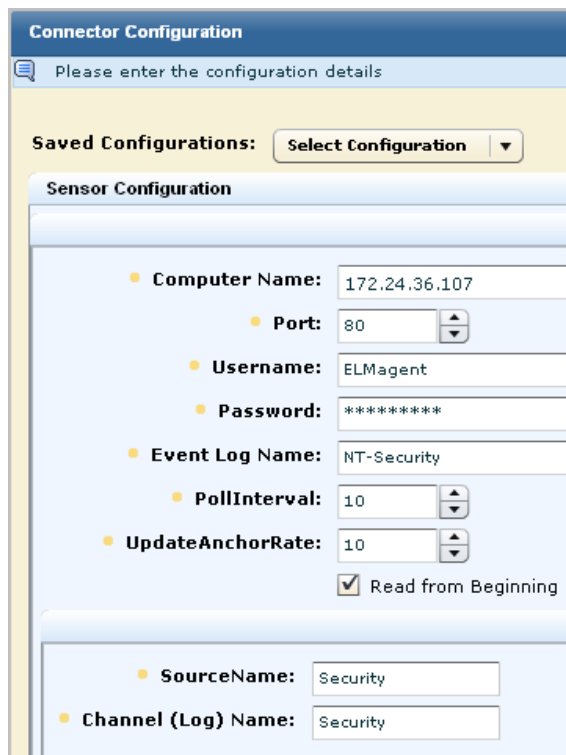 Connector Configuration
Please enter the configuration details
Saved Configurations: Select Configuration
Sensor Configuration
Computer Name: 172.24.36.107
Port: 80
Username: ELMagent
Password: *********
Event Log Name: NT-Security
PollInterval: 10
UpdateAnchorRate: 10
Read from Beginning
SourceName: Security
Channel (Log) Name: Security